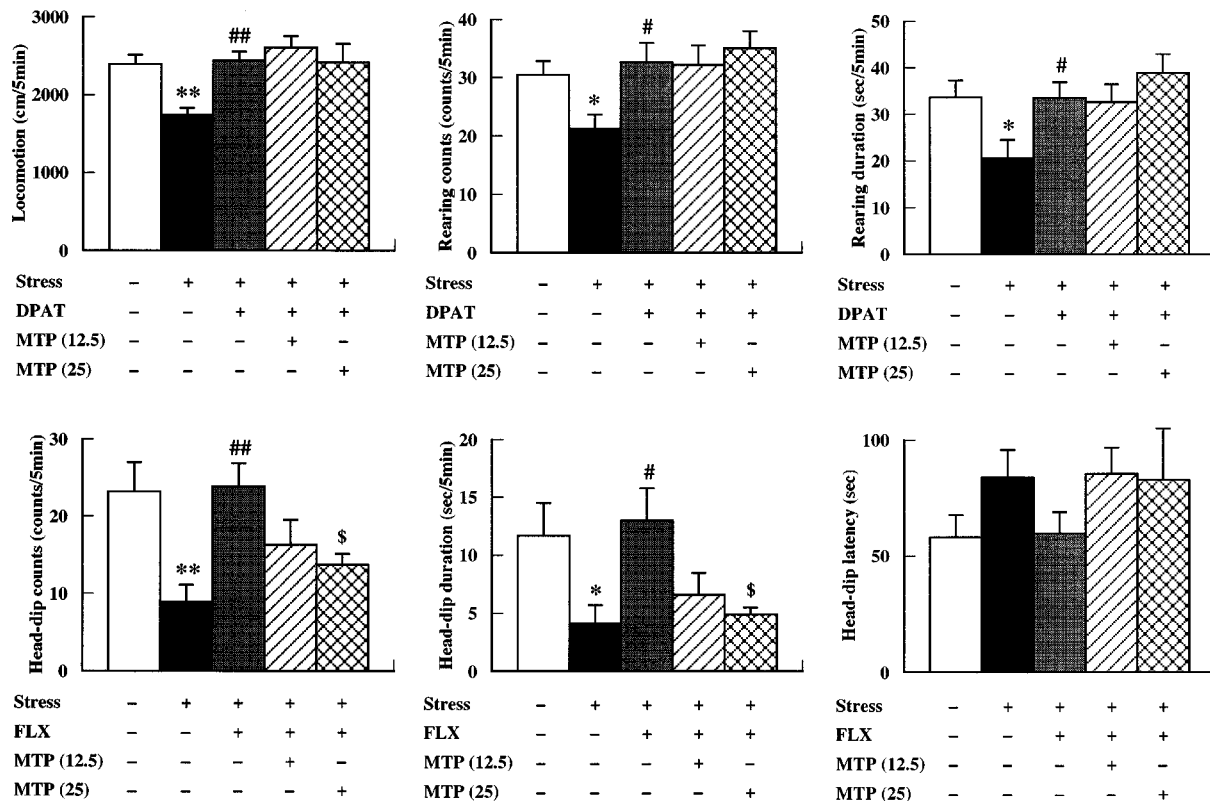 Locomotion (cm/5min)
3000
2000
1000
0
**
##
Stress – + + + +
DPAT – – + + +
MTP (12.5) – – – + –
MTP (25) – – – – +
Rearing counts (counts/5min)
40
30
20
10
0
*
#
Stress – + + + +
DPAT – – + + +
MTP (12.5) – – – + –
MTP (25) – – – – +
Rearing duration (sec/5min)
50
40
30
20
10
0
*
#
Stress – + + + +
DPAT – – + + +
MTP (12.5) – – – + –
MTP (25) – – – – +
Head-dip counts (counts/5min)
30
20
10
0
**
##
$
Stress – + + + +
FLX – – + + +
MTP (12.5) – – – + –
MTP (25) – – – – +
Head-dip duration (sec/5min)
20
15
10
5
0
*
#
$
Stress – + + + +
FLX – – + + +
MTP (12.5) – – – + –
MTP (25) – – – – +
Head-dip latency (sec)
100
50
0
Stress – + + + +
FLX – – + + +
MTP (12.5) – – – + –
MTP (25) – – – – +